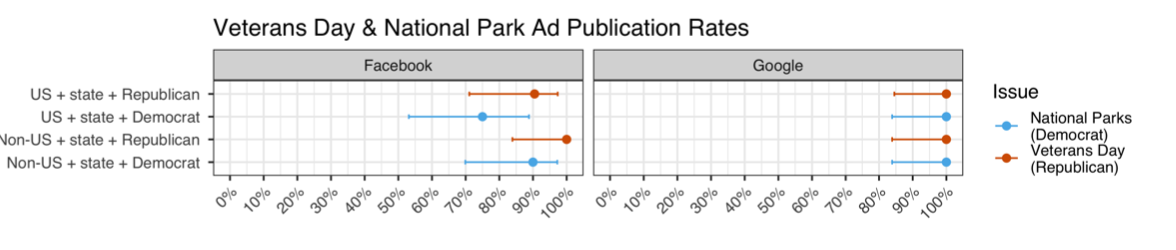 Veterans Day & National Park Ad Publication Rates
Facebook
Google
US + state + Republican
US + state + Democrat
Non-US + state + Republican
Non-US + state + Democrat
0% 10% 20% 30% 40% 50% 60% 70% 80% 90% 100%
0% 10% 20% 30% 40% 50% 60% 70% 80% 90% 100%
Issue
National Parks
(Democrat)
Veterans Day
(Republican)